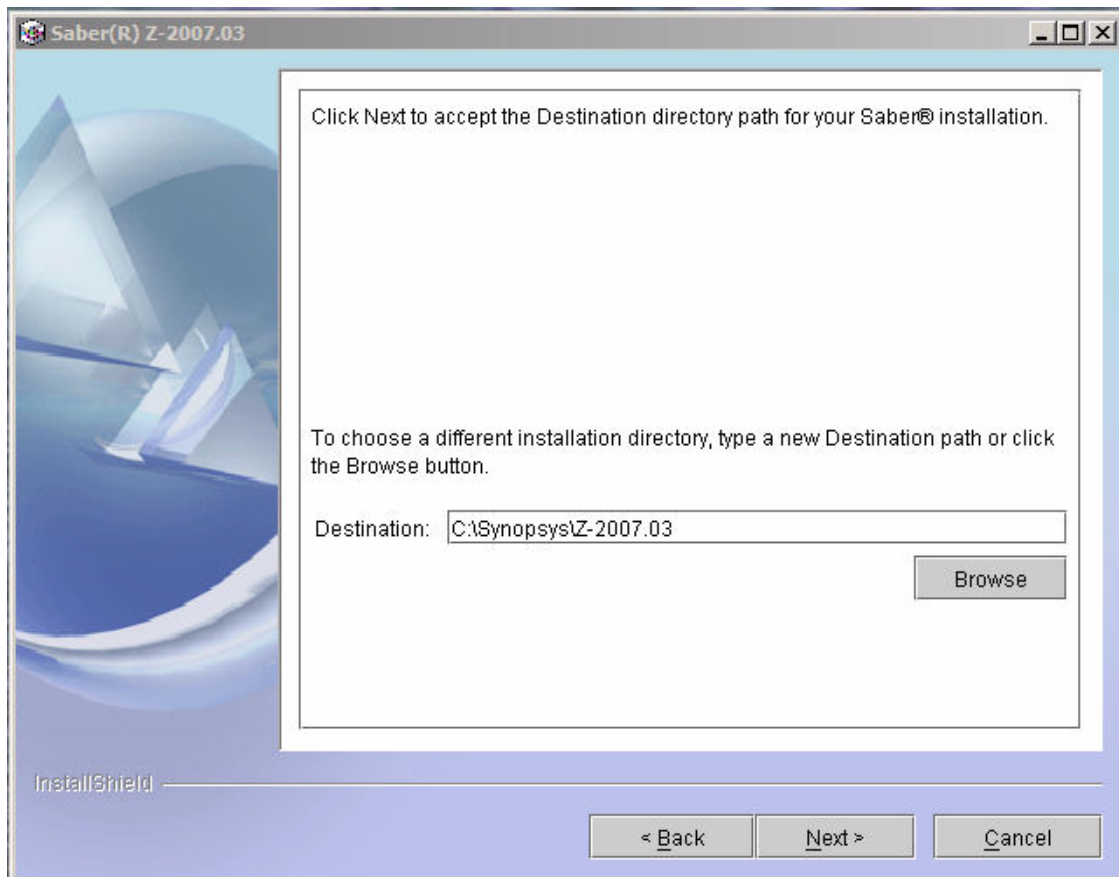 Saber(R) Z-2007.03
Click Next to accept the Destination directory path for your Saber® installation.
To choose a different installation directory, type a new Destination path or click
the Browse button.
Destination: C:\Synopsys\Z-2007.03
Browse
InstallShield
< Back Next > Cancel